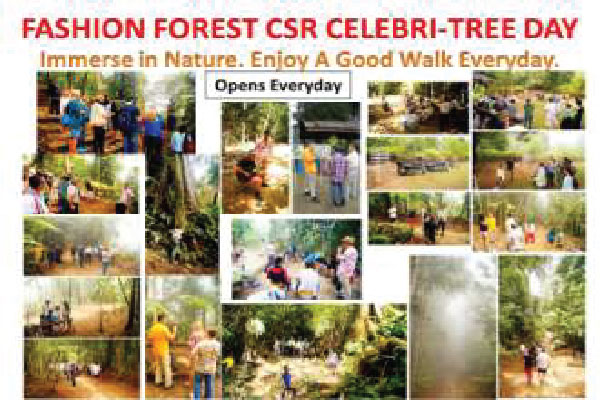 FASHION FOREST CSR CELEBRI-TREE DAY
Immerse in Nature. Enjoy A Good Walk Everyday.
Opens Everyday